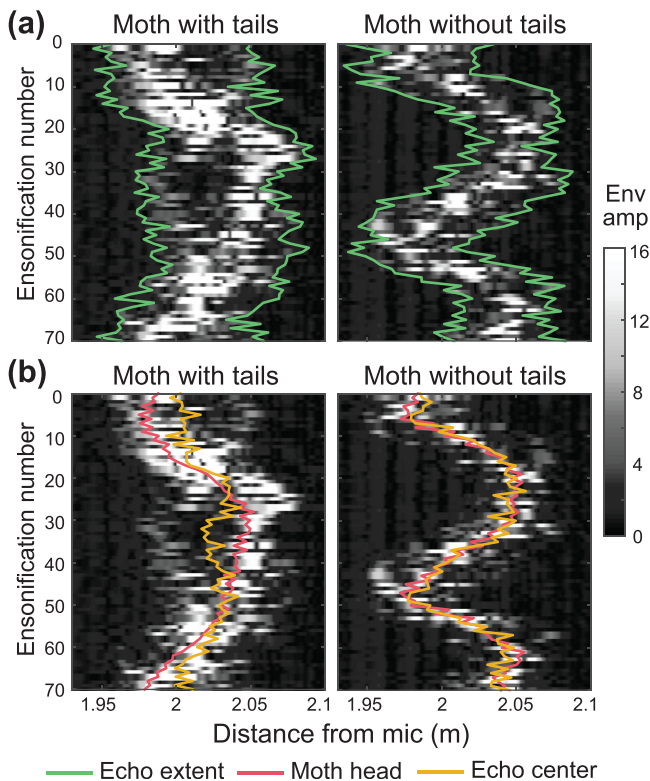 (a) Moth with tails Moth without tails
0
10
20
30
40
50
60
70
Ensonification number
Env
amp
16
12
8
4
0
(b) Moth with tails Moth without tails
0
10
20
30
40
50
60
70
Ensonification number
1.95 2 2.05 2.1 1.95 2 2.05 2.1
Distance from mic (m)
Echo extent Moth head Echo center